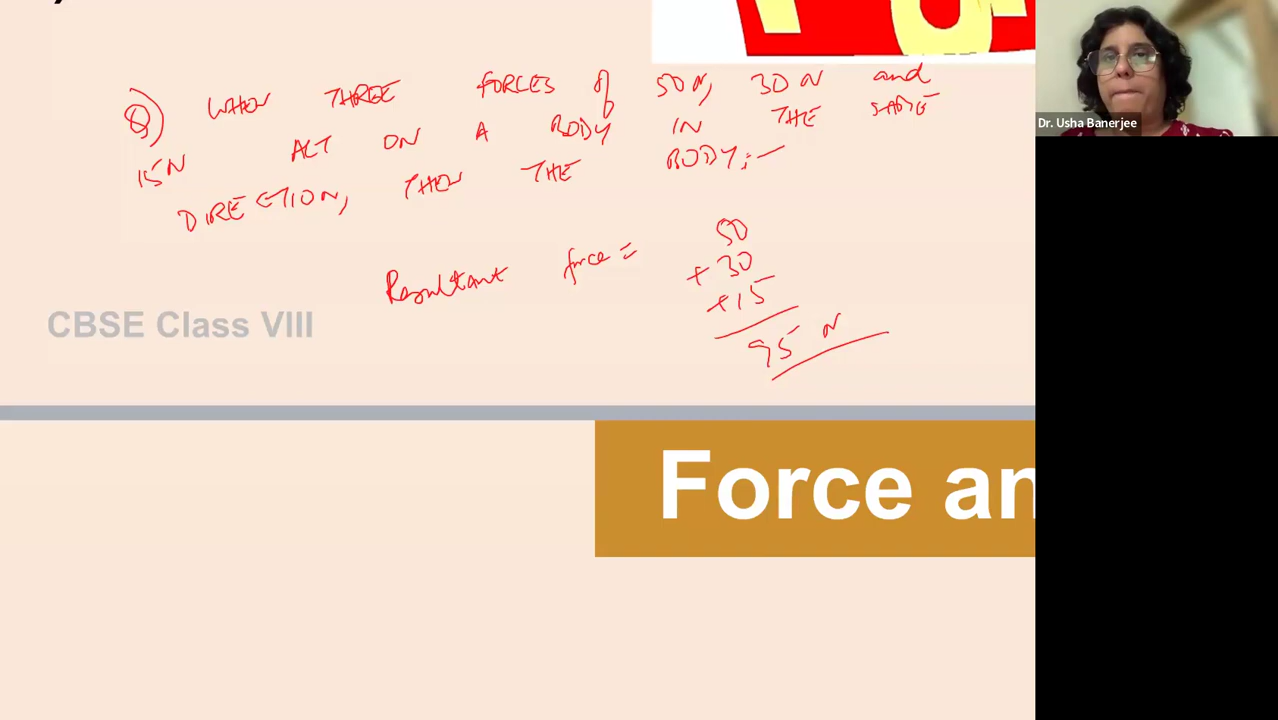 Q) WHEN THREE FORCES of 50N, 30N and
15N ACT ON A BODY IN THE SAME
DIRECTION, THEN THE BODY:-
Resultant force = 50
+30
+15
95 N
CBSE Class VIII
Force an
Dr. Usha Banerjee